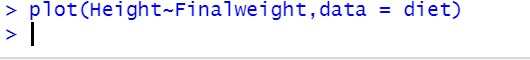 > plot(Height~Finalweight,data = diet)
>